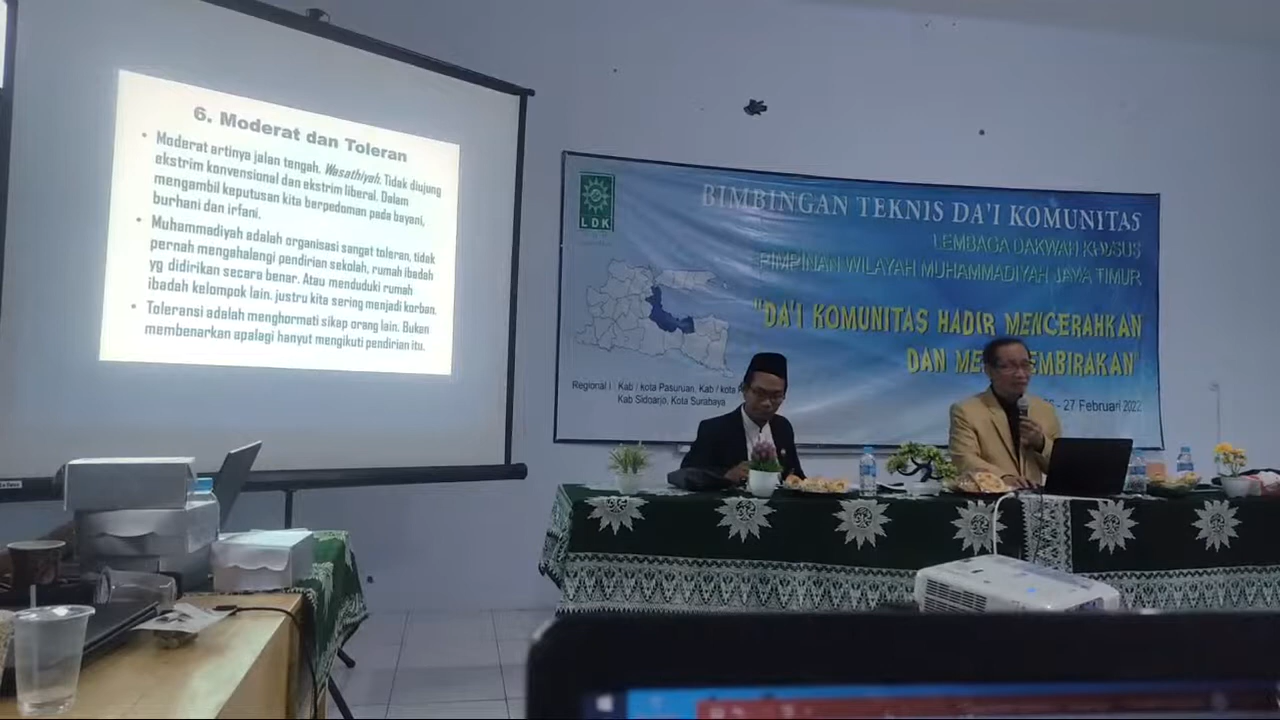 6. Moderat dan Toleran
• Moderat artinya jalan tengah. Wasathiyah. Tidak diujung
ekstrim konvensional dan ekstrim liberal. Dalam
mengambil keputusan kita berpedoman pada bayani,
burhani dan irfani.
• Muhammadiyah adalah organisasi sangat toleran, tidak
pernah mengahalangi pendirian sekolah, rumah ibadah
yg didirikan secara benar. Atau menduduki rumah
ibadah kelompok lain. justru kita sering menjadi korban.
• Toleransi adalah menghormati sikap orang lain. Bukan
membenarkan apalagi hanyut mengikuti pendirian itu.
LDK
BIMBINGAN TEKNIS DA'I KOMUNITAS
LEMBAGA DAKWAH KHUSUS
PIMPINAN WILAYAH MUHAMMADIYAH JAWA TIMUR
"DA'I KOMUNITAS HADIR MENCERAHKAN
DAN
Regional I : Kab / kota Pasuruan, Kab / kota
Kab Sidoarjo, Kota Surabaya
- 27 Februari 2022